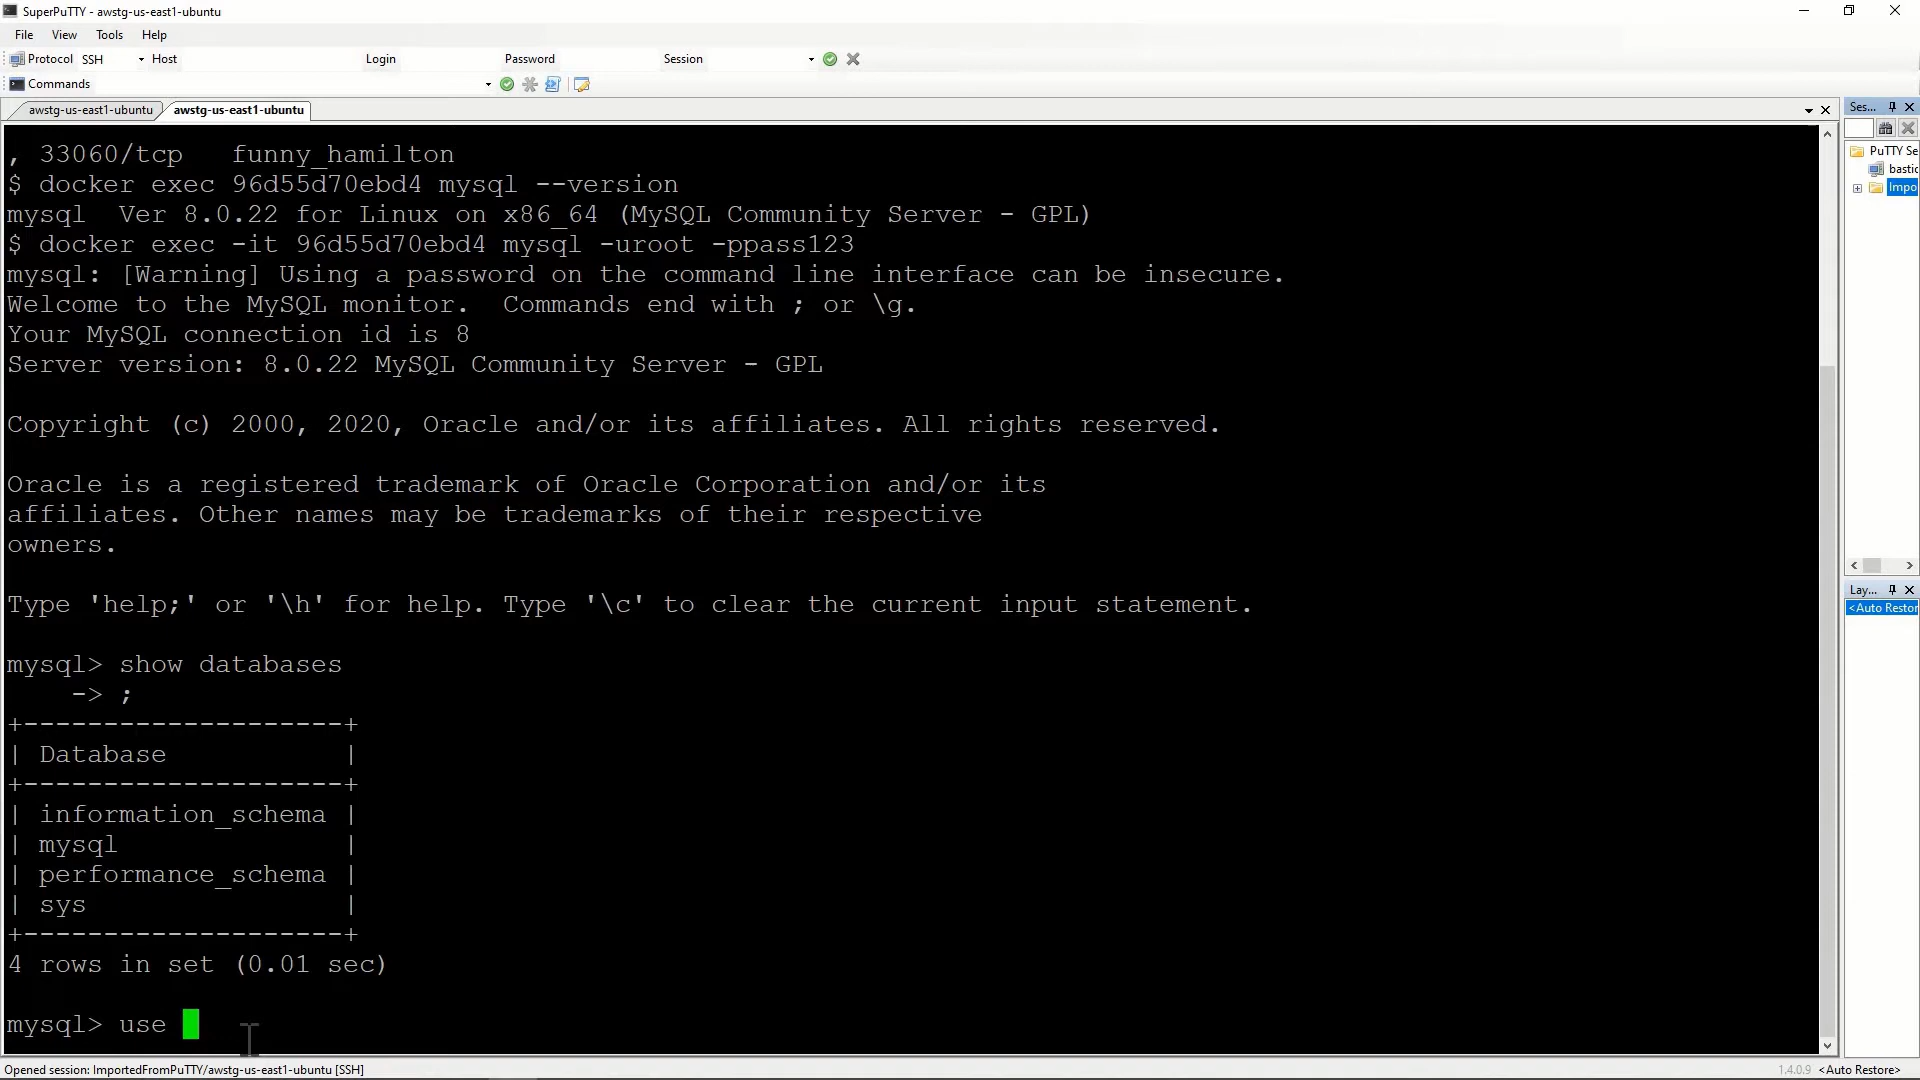 SuperPuTTY - awstg-us-east1-ubuntu
File View Tools Help
Protocol SSH Host Login Password Session
Commands
awstg-us-east1-ubuntu awstg-us-east1-ubuntu
, 33060/tcp   funny_hamilton
$ docker exec 96d55d70ebd4 mysql --version
mysql  Ver 8.0.22 for Linux on x86_64 (MySQL Community Server - GPL)
$ docker exec -it 96d55d70ebd4 mysql -uroot -ppass123
mysql: [Warning] Using a password on the command line interface can be insecure.
Welcome to the MySQL monitor.  Commands end with ; or \g.
Your MySQL connection id is 8
Server version: 8.0.22 MySQL Community Server - GPL
Copyright (c) 2000, 2020, Oracle and/or its affiliates. All rights reserved.
Oracle is a registered trademark of Oracle Corporation and/or its
affiliates. Other names may be trademarks of their respective
owners.
Type 'help;' or '\h' for help. Type '\c' to clear the current input statement.
mysql> show databases
    -> ;
+--------------------+
| Database           |
+--------------------+
| information_schema |
| mysql              |
| performance_schema |
| sys                |
+--------------------+
4 rows in set (0.01 sec)
mysql> use
Ses...
PuTTY Se
bastic
Impo
Lay...
<Auto Restor
Opened session: ImportedFromPuTTY/awstg-us-east1-ubuntu [SSH]
1.4.0.9 <Auto Restore>